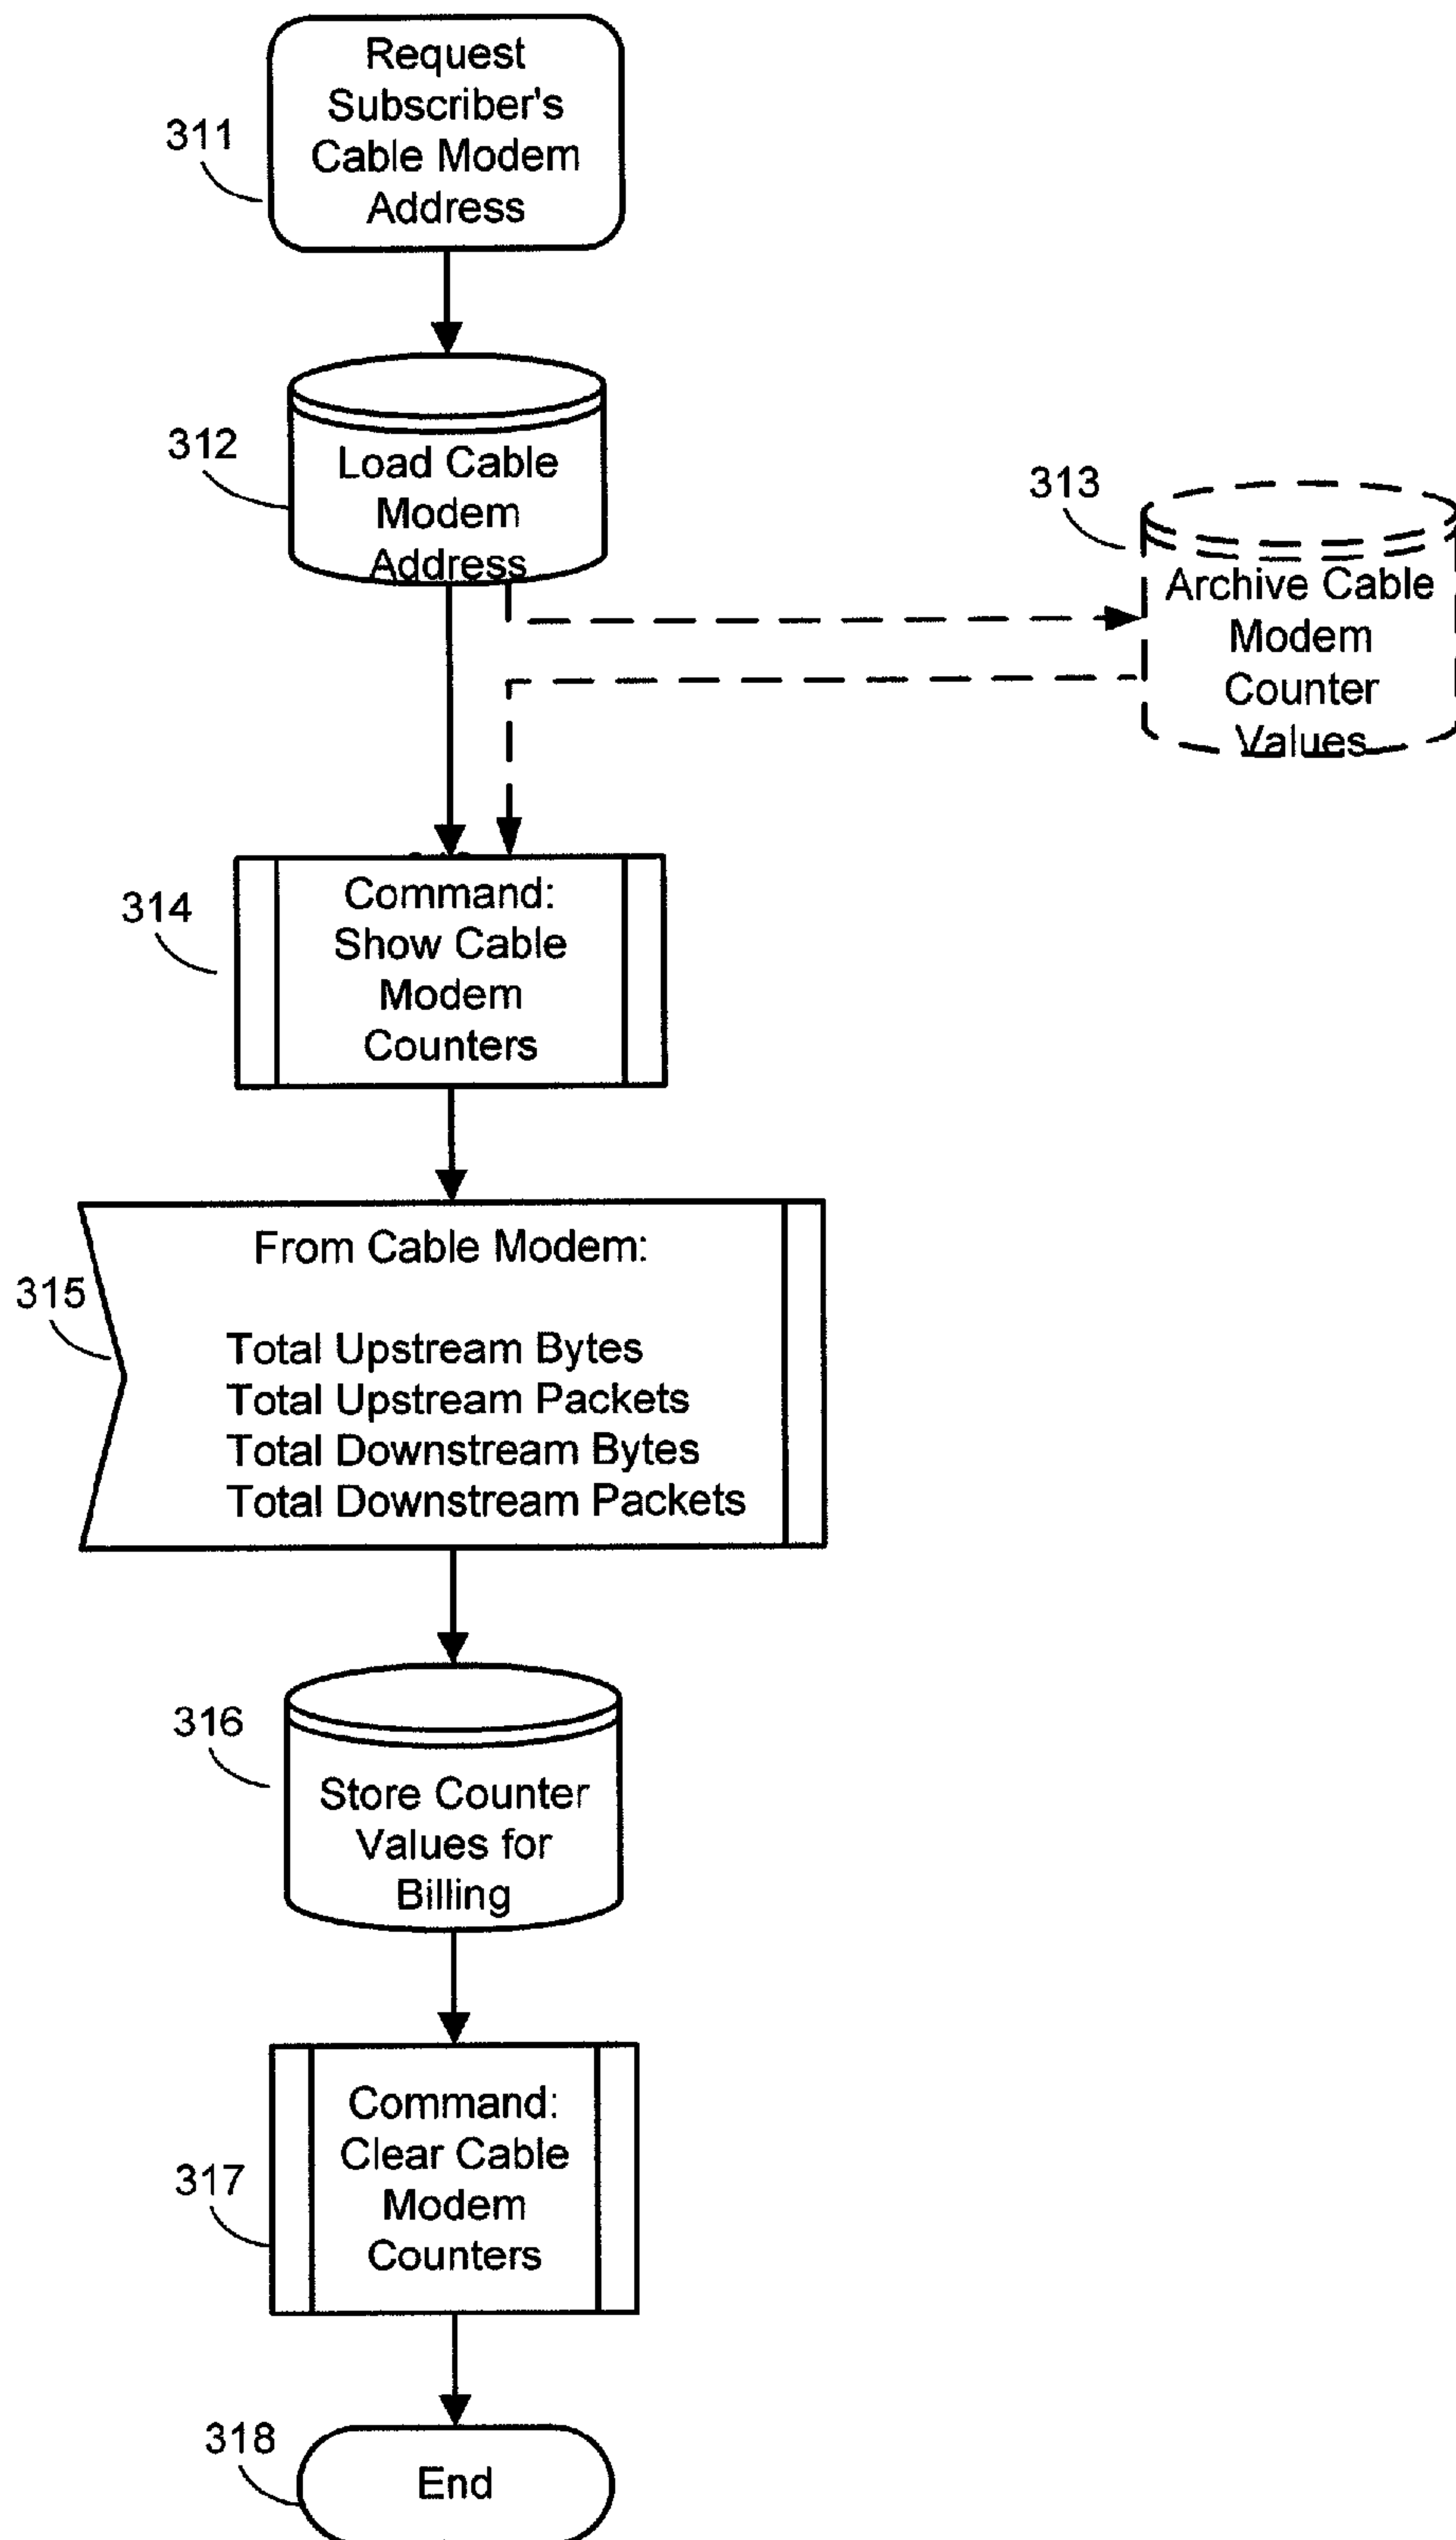 Request
Subscriber's
Cable Modem
Address
311
312
Load Cable
Modem
Address
313
Archive Cable
Modem
Counter
Values
314
Command:
Show Cable
Modem
Counters
315
From Cable Modem:
Total Upstream Bytes
Total Upstream Packets
Total Downstream Bytes
Total Downstream Packets
316
Store Counter
Values for
Billing
317
Command:
Clear Cable
Modem
Counters
318
End